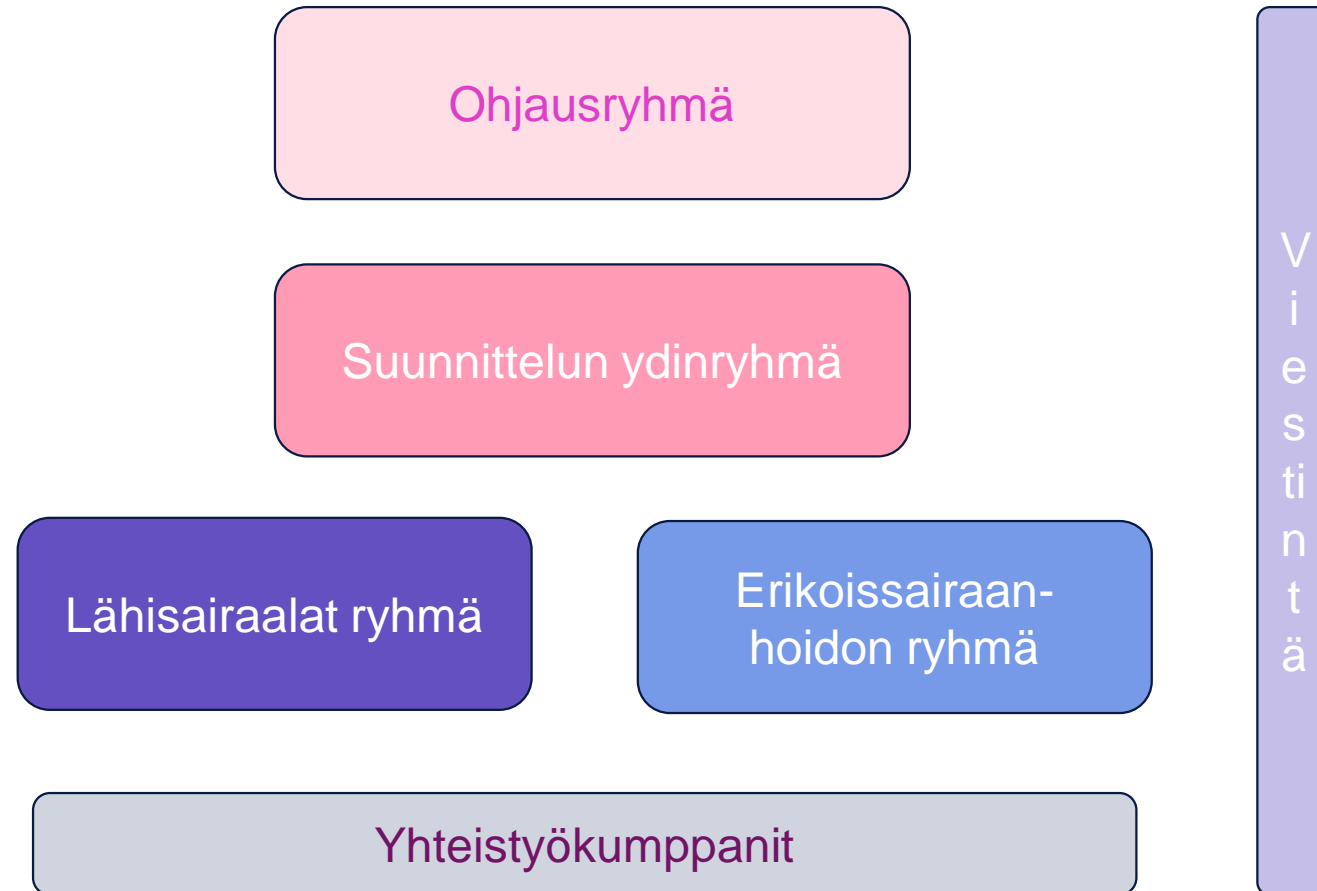 Ohjausryhmä
Suunnittelun ydinryhmä
Lähisairaalat ryhmä
Erikoissairaan-
hoidon ryhmä
Yhteistyökumppanit
V
i
e
s
ti
n
t
ä